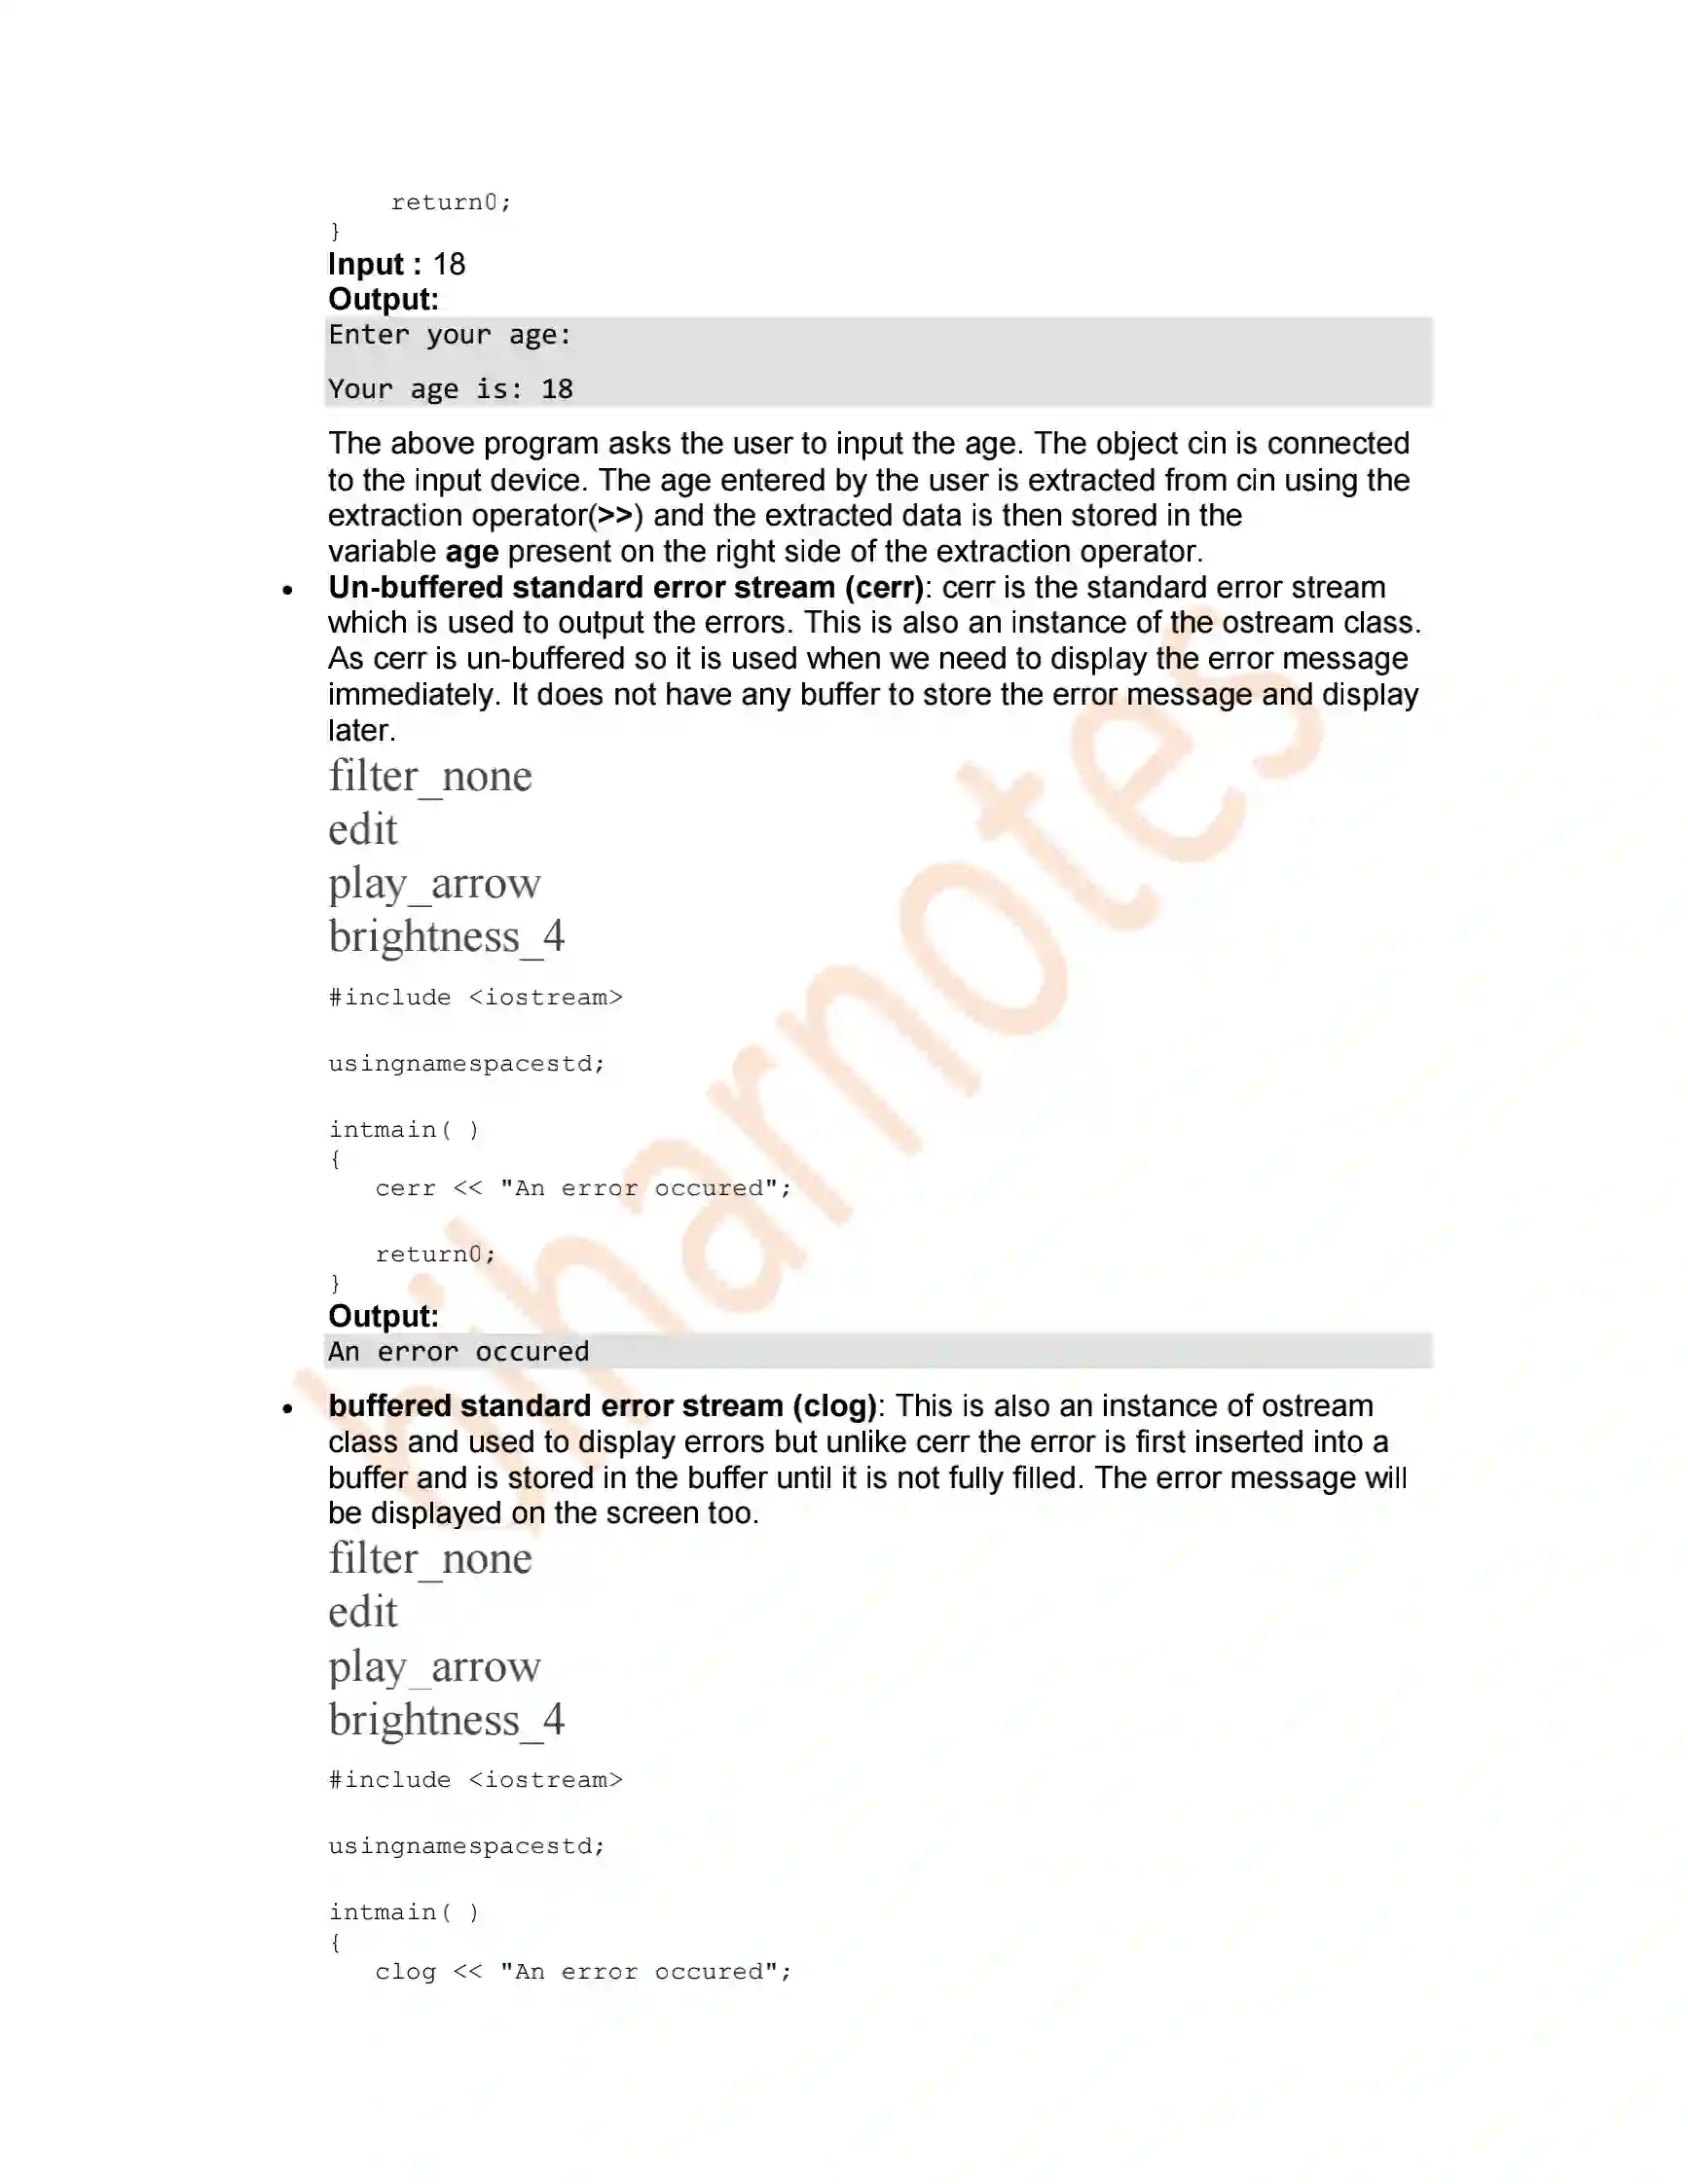 return0;
}
Input : 18
Output:
Enter your age:
Your age is: 18
The above program asks the user to input the age. The object cin is connected
to the input device. The age entered by the user is extracted from cin using the
extraction operator(>>) and the extracted data is then stored in the
variable age present on the right side of the extraction operator.
• Un-buffered standard error stream (cerr): cerr is the standard error stream
which is used to output the errors. This is also an instance of the ostream class.
As cerr is un-buffered so it is used when we need to display the error message
immediately. It does not have any buffer to store the error message and display
later.
filter_none
edit
play_arrow
brightness_4
#include <iostream>
usingnamespacestd;
intmain( )
{
   cerr << "An error occured";
   return0;
}
Output:
An error occured
• buffered standard error stream (clog): This is also an instance of ostream
class and used to display errors but unlike cerr the error is first inserted into a
buffer and is stored in the buffer until it is not fully filled. The error message will
be displayed on the screen too.
filter_none
edit
play_arrow
brightness_4
#include <iostream>
usingnamespacestd;
intmain( )
{
   clog << "An error occured";
biharnotes